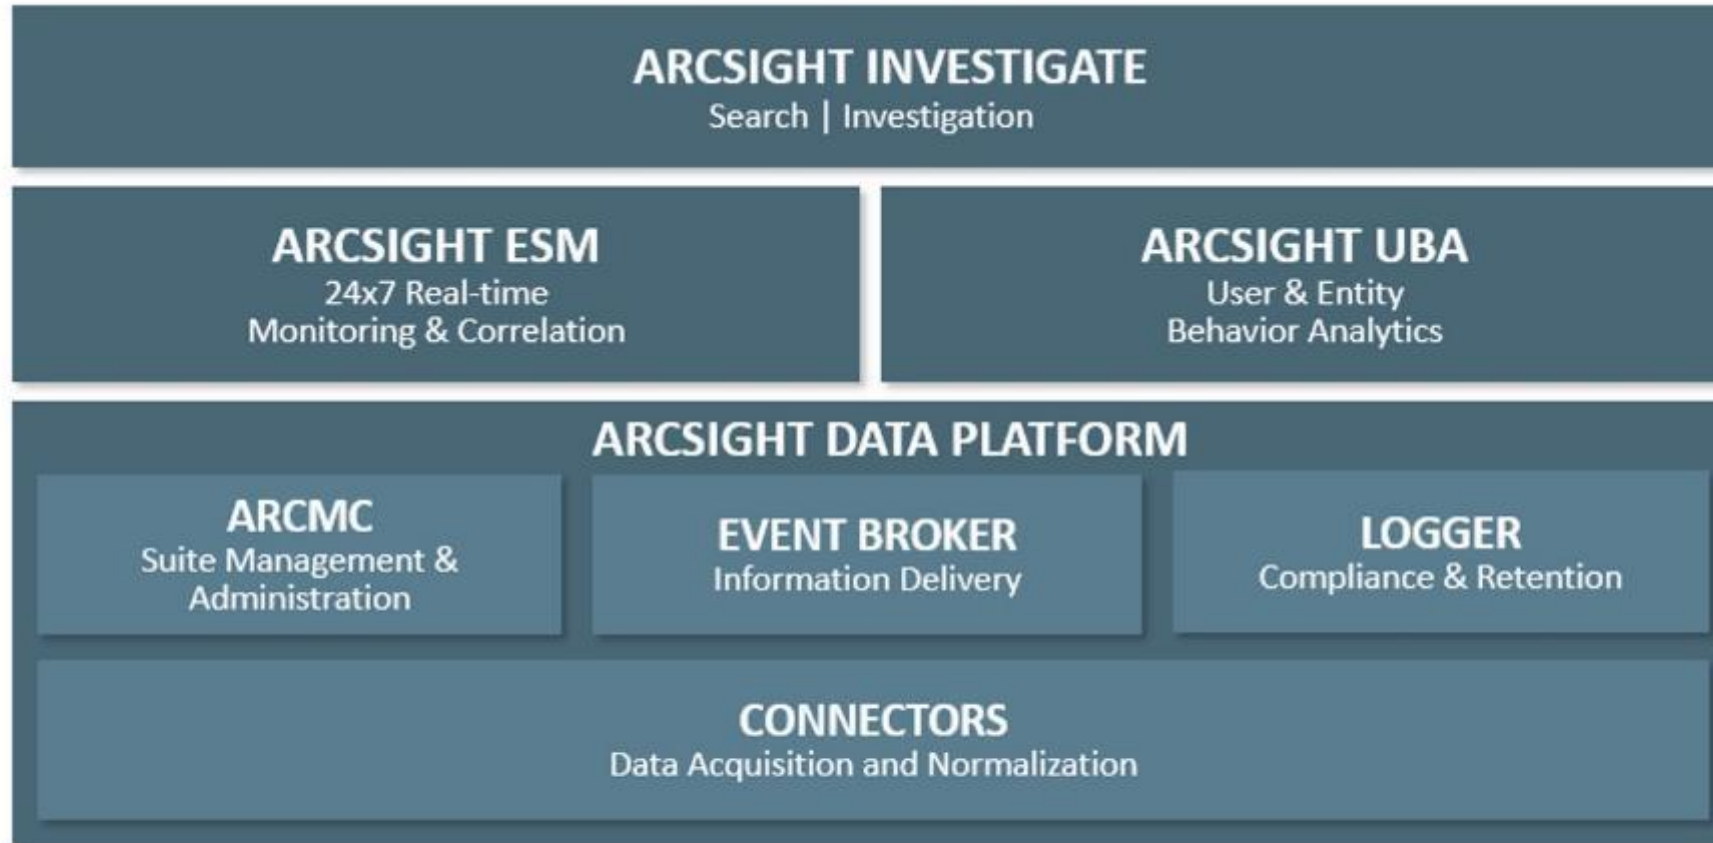 ARCSIGHT INVESTIGATE
Search | Investigation
ARCSIGHT ESM
24x7 Real-time
Monitoring & Correlation
ARCSIGHT UBA
User & Entity
Behavior Analytics
ARCSIGHT DATA PLATFORM
ARCMC
Suite Management &
Administration
EVENT BROKER
Information Delivery
LOGGER
Compliance & Retention
CONNECTORS
Data Acquisition and Normalization